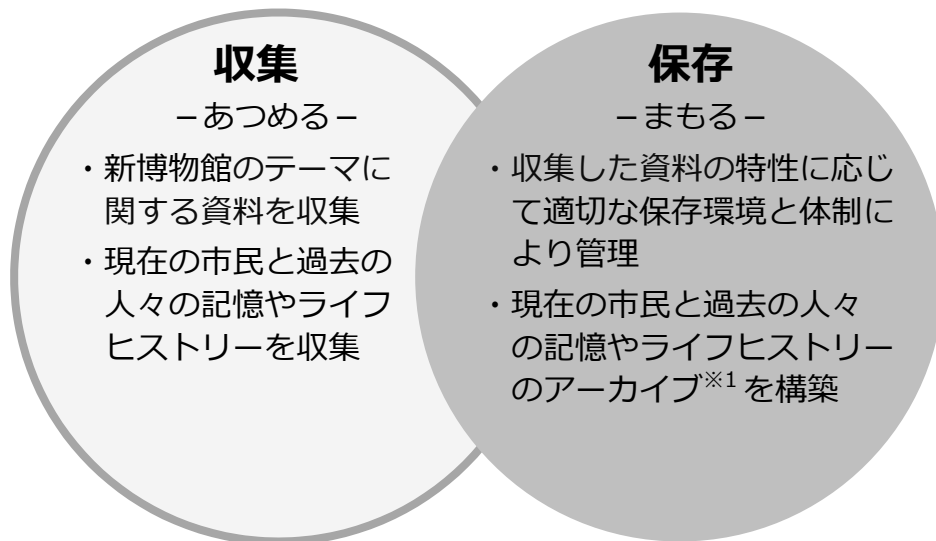 収集
－あつめる－
・新博物館のテーマに
関する資料を収集
・現在の市民と過去の
人々の記憶やライフ
ヒストリーを収集
保存
－まもる－
・収集した資料の特性に応じ
て適切な保存環境と体制に
より管理
・現在の市民と過去の人々
の記憶やライフヒストリー
のアーカイブ※1 を構築